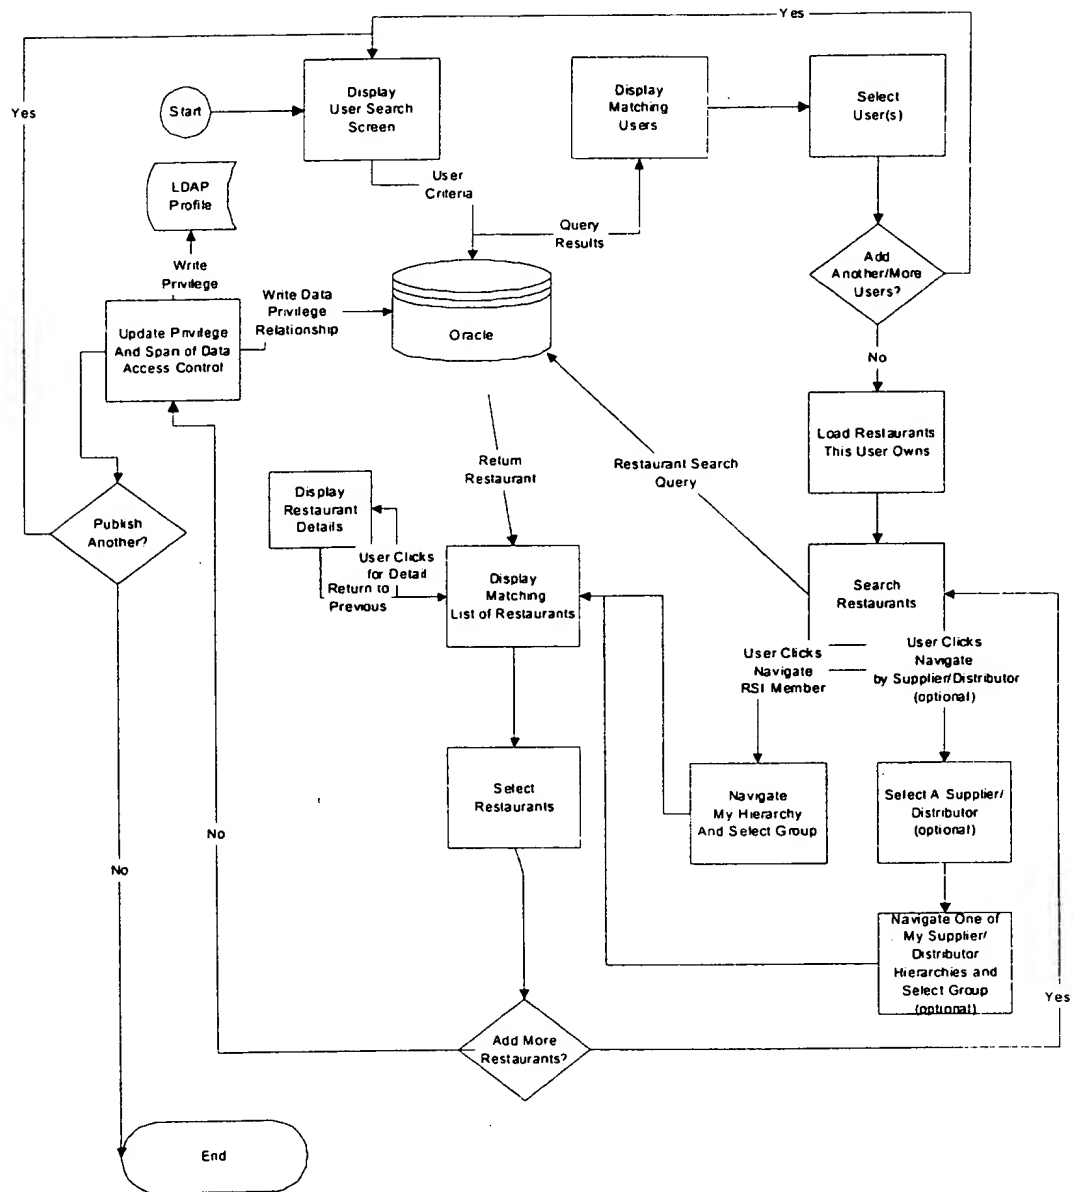 Yes
Yes
Start
Display
User Search
Screen
Display
Matching
Users
Select
User(s)
LDAP
Profile
User
Criteria
Query
Results
Write
Privilege
Write Data
Privilege
Relationship
Add
Another/More
Users?
Update Privilege
And Span of Data
Access Control
Oracle
No
Load Restaurants
This User Owns
Return
Restaurant
Restaurant Search
Query
Display
Restaurant
Details
Publish
Another?
User Clicks
for Detail
Return to
Previous
Display
Matching
List of Restaurants
Search
Restaurants
User Clicks
Navigate
RSI Member
User Clicks
Navigate
by Supplier/Distributor
(optional)
Select
Restaurants
Navigate
My Hierarchy
And Select Group
Select A Supplier/
Distributor
(optional)
No
No
Navigate One of
My Supplier/
Distributor
Hierarchies and
Select Group
(optional)
Yes
Add More
Restaurants?
End